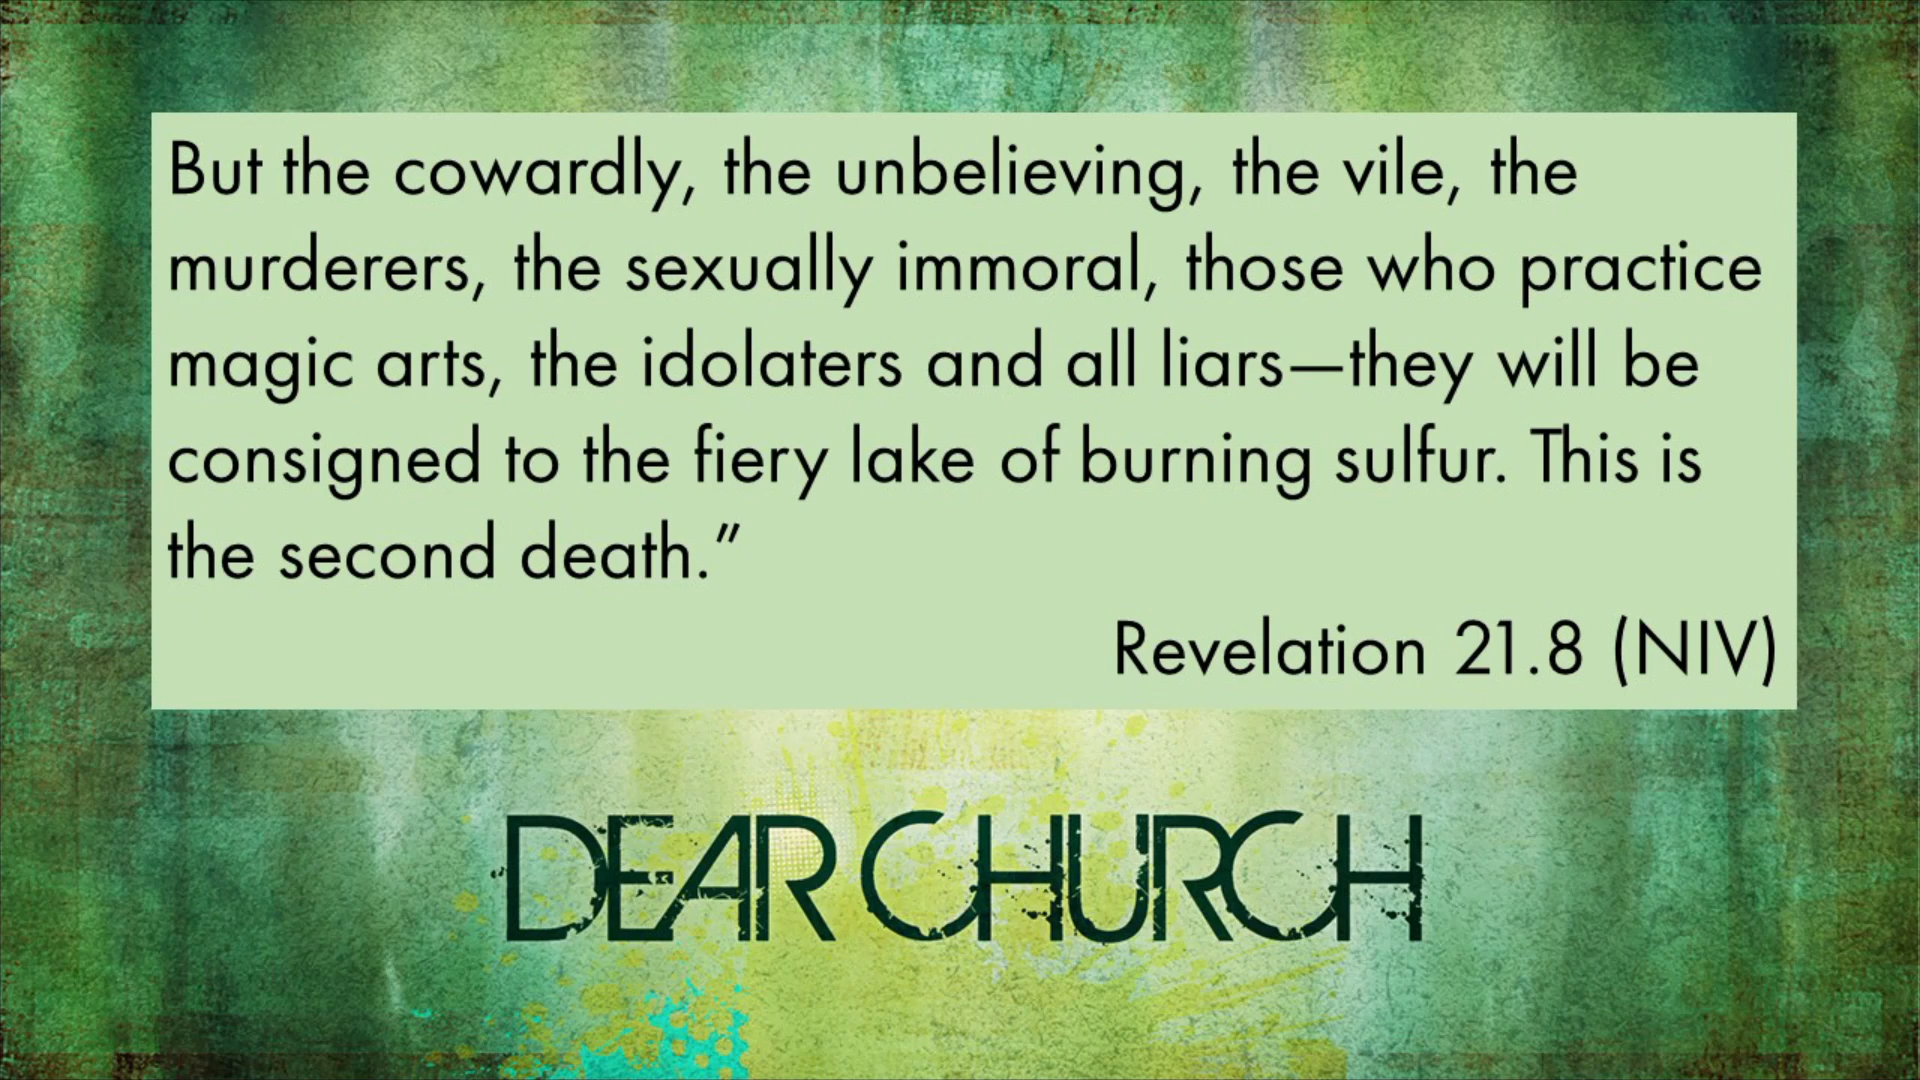 But the cowardly, the unbelieving, the vile, the
murderers, the sexually immoral, those who practice
magic arts, the idolaters and all liars—they will be
consigned to the fiery lake of burning sulfur. This is
the second death.”
Revelation 21.8 (NIV)
DEAR CHURCH